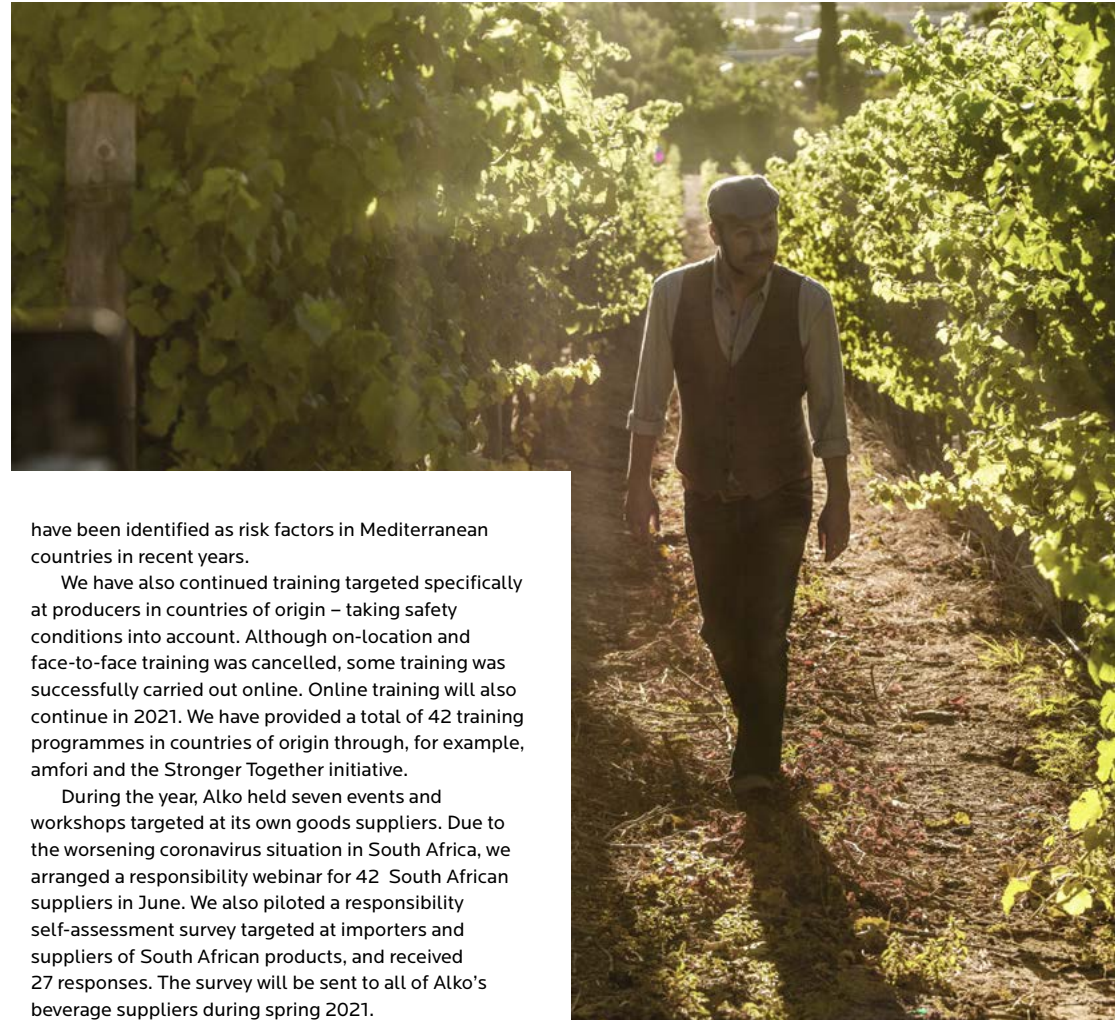 have been identified as risk factors in Mediterranean
countries in recent years.
We have also continued training targeted specifically
at producers in countries of origin – taking safety
conditions into account. Although on-location and
face-to-face training was cancelled, some training was
successfully carried out online. Online training will also
continue in 2021. We have provided a total of 42 training
programmes in countries of origin through, for example,
amfori and the Stronger Together initiative.
During the year, Alko held seven events and
workshops targeted at its own goods suppliers. Due to
the worsening coronavirus situation in South Africa, we
arranged a responsibility webinar for 42  South African
suppliers in June. We also piloted a responsibility
self-assessment survey targeted at importers and
suppliers of South African products, and received
27 responses. The survey will be sent to all of Alko’s
beverage suppliers during spring 2021.